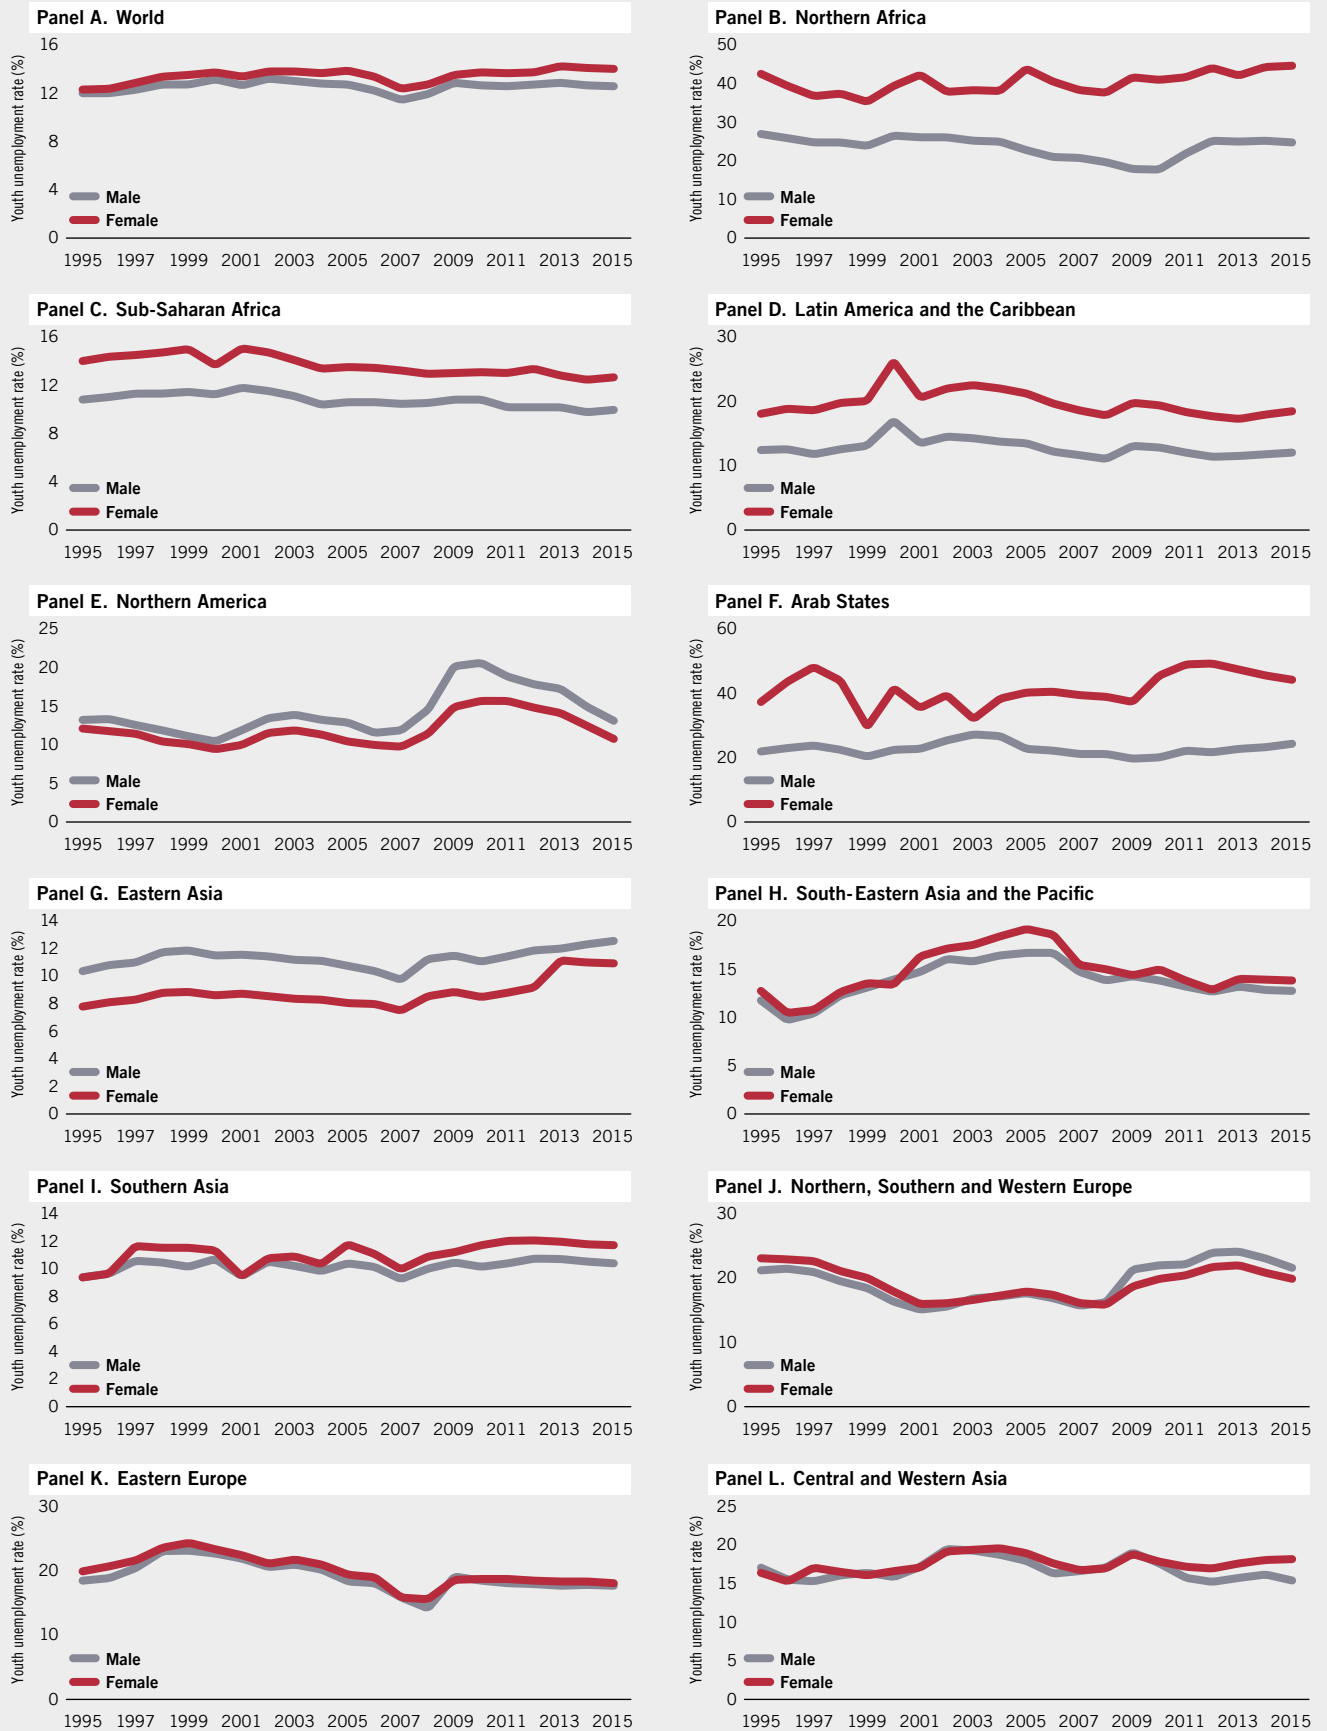 Panel A. World
Youth unemployment rate (%)
16
12
8
4
0
Male
Female
1995 1997 1999 2001 2003 2005 2007 2009 2011 2013 2015
Panel B. Northern Africa
Youth unemployment rate (%)
50
40
30
20
10
0
Male
Female
1995 1997 1999 2001 2003 2005 2007 2009 2011 2013 2015
Panel C. Sub-Saharan Africa
Youth unemployment rate (%)
16
12
8
4
0
Male
Female
1995 1997 1999 2001 2003 2005 2007 2009 2011 2013 2015
Panel D. Latin America and the Caribbean
Youth unemployment rate (%)
30
20
10
0
Male
Female
1995 1997 1999 2001 2003 2005 2007 2009 2011 2013 2015
Panel E. Northern America
Youth unemployment rate (%)
25
20
15
10
5
0
Male
Female
1995 1997 1999 2001 2003 2005 2007 2009 2011 2013 2015
Panel F. Arab States
Youth unemployment rate (%)
60
40
20
0
Male
Female
1995 1997 1999 2001 2003 2005 2007 2009 2011 2013 2015
Panel G. Eastern Asia
Youth unemployment rate (%)
14
12
10
8
6
4
2
0
Male
Female
1995 1997 1999 2001 2003 2005 2007 2009 2011 2013 2015
Panel H. South-Eastern Asia and the Pacific
Youth unemployment rate (%)
20
15
10
5
0
Male
Female
1995 1997 1999 2001 2003 2005 2007 2009 2011 2013 2015
Panel I. Southern Asia
Youth unemployment rate (%)
14
12
10
8
6
4
2
0
Male
Female
1995 1997 1999 2001 2003 2005 2007 2009 2011 2013 2015
Panel J. Northern, Southern and Western Europe
Youth unemployment rate (%)
30
20
10
0
Male
Female
1995 1997 1999 2001 2003 2005 2007 2009 2011 2013 2015
Panel K. Eastern Europe
Youth unemployment rate (%)
30
20
10
0
Male
Female
1995 1997 1999 2001 2003 2005 2007 2009 2011 2013 2015
Panel L. Central and Western Asia
Youth unemployment rate (%)
25
20
15
10
5
0
Male
Female
1995 1997 1999 2001 2003 2005 2007 2009 2011 2013 2015